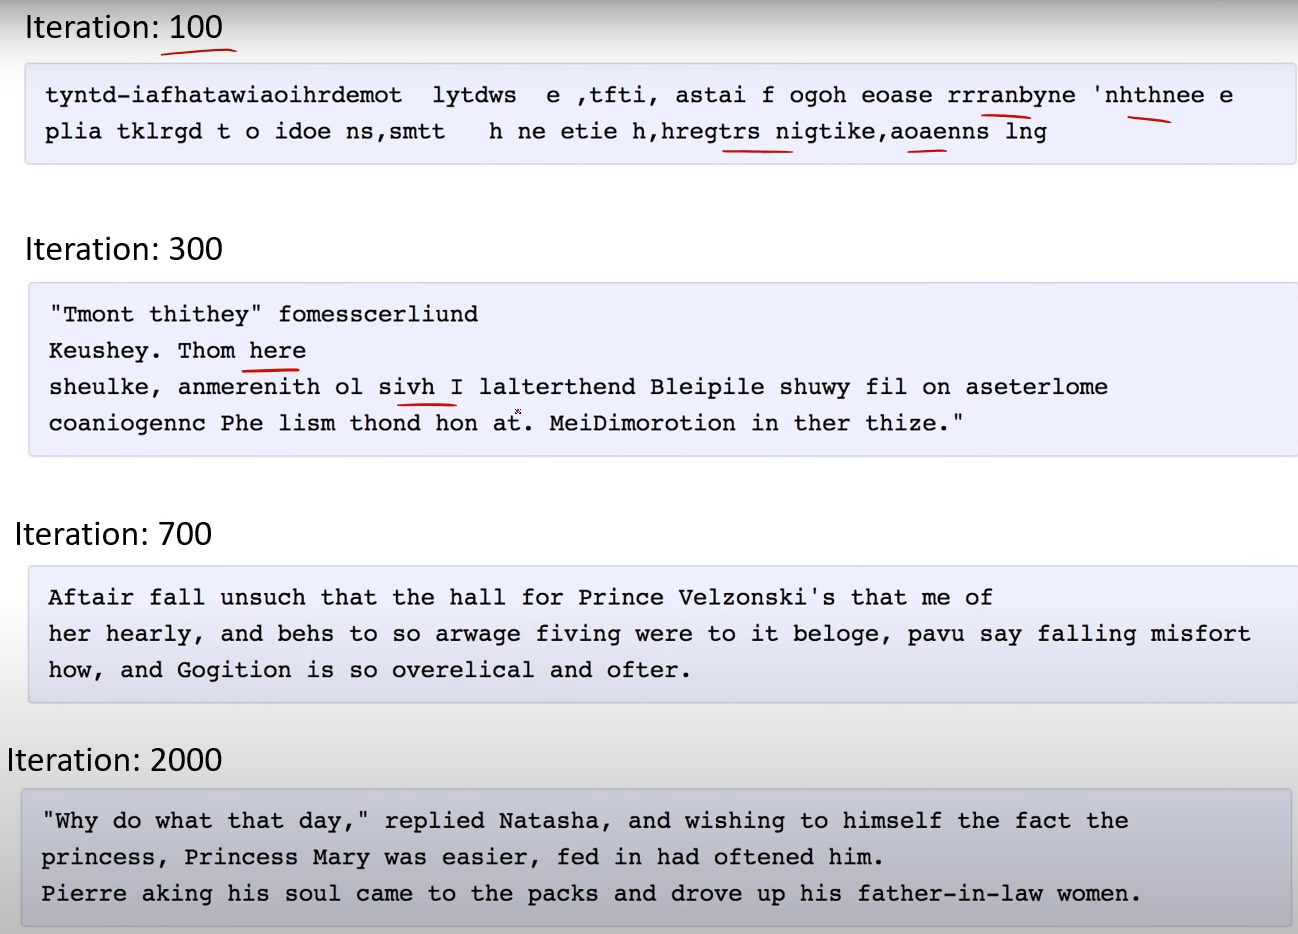 Iteration: 100
tyntd-iafhatawiaoihrdemot  lytdws  e ,tfti, astai f ogoh eoase rrranbyne 'nhthnee e
plia tklrgd t o idoe ns,smtt   h ne etie h,hregtrs nigtike,aoaenns lng
Iteration: 300
"Tmont thithey" fomesscerliund
Keushey. Thom here
sheulke, anmerenith ol sivh I lalterthend Bleipile shuwy fil on aseterlome
coaniogennc Phe lism thond hon at. MeiDimorotion in ther thize."
Iteration: 700
Aftair fall unsuch that the hall for Prince Velzonski's that me of
her hearly, and behs to so arwage fiving were to it beloge, pavu say falling misfort
how, and Gogition is so overelical and ofter.
Iteration: 2000
"Why do what that day," replied Natasha, and wishing to himself the fact the
princess, Princess Mary was easier, fed in had oftened him.
Pierre aking his soul came to the packs and drove up his father-in-law women.